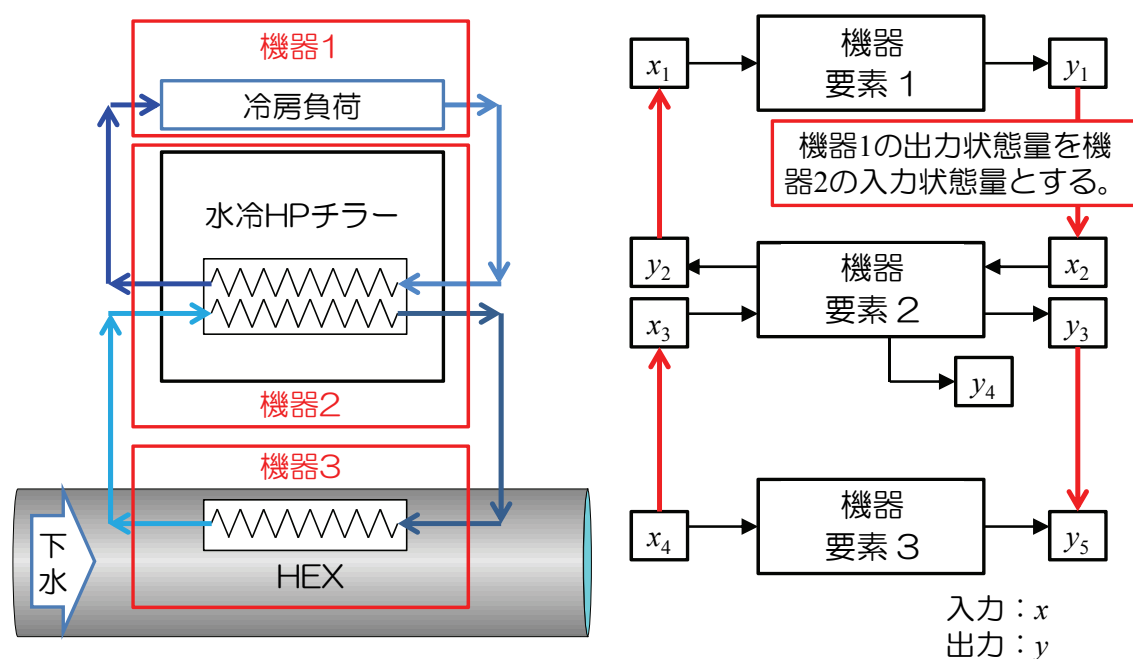 機器1
冷房負荷
水冷HPチラー
機器2
機器3
下
水
HEX
x1
機器
要素1
y1
機器1の出力状態量を機
器2の入力状態量とする。
y2
機器
要素2
x2
x3
y3
y4
x4
機器
要素3
y5
入力：x
出力：y